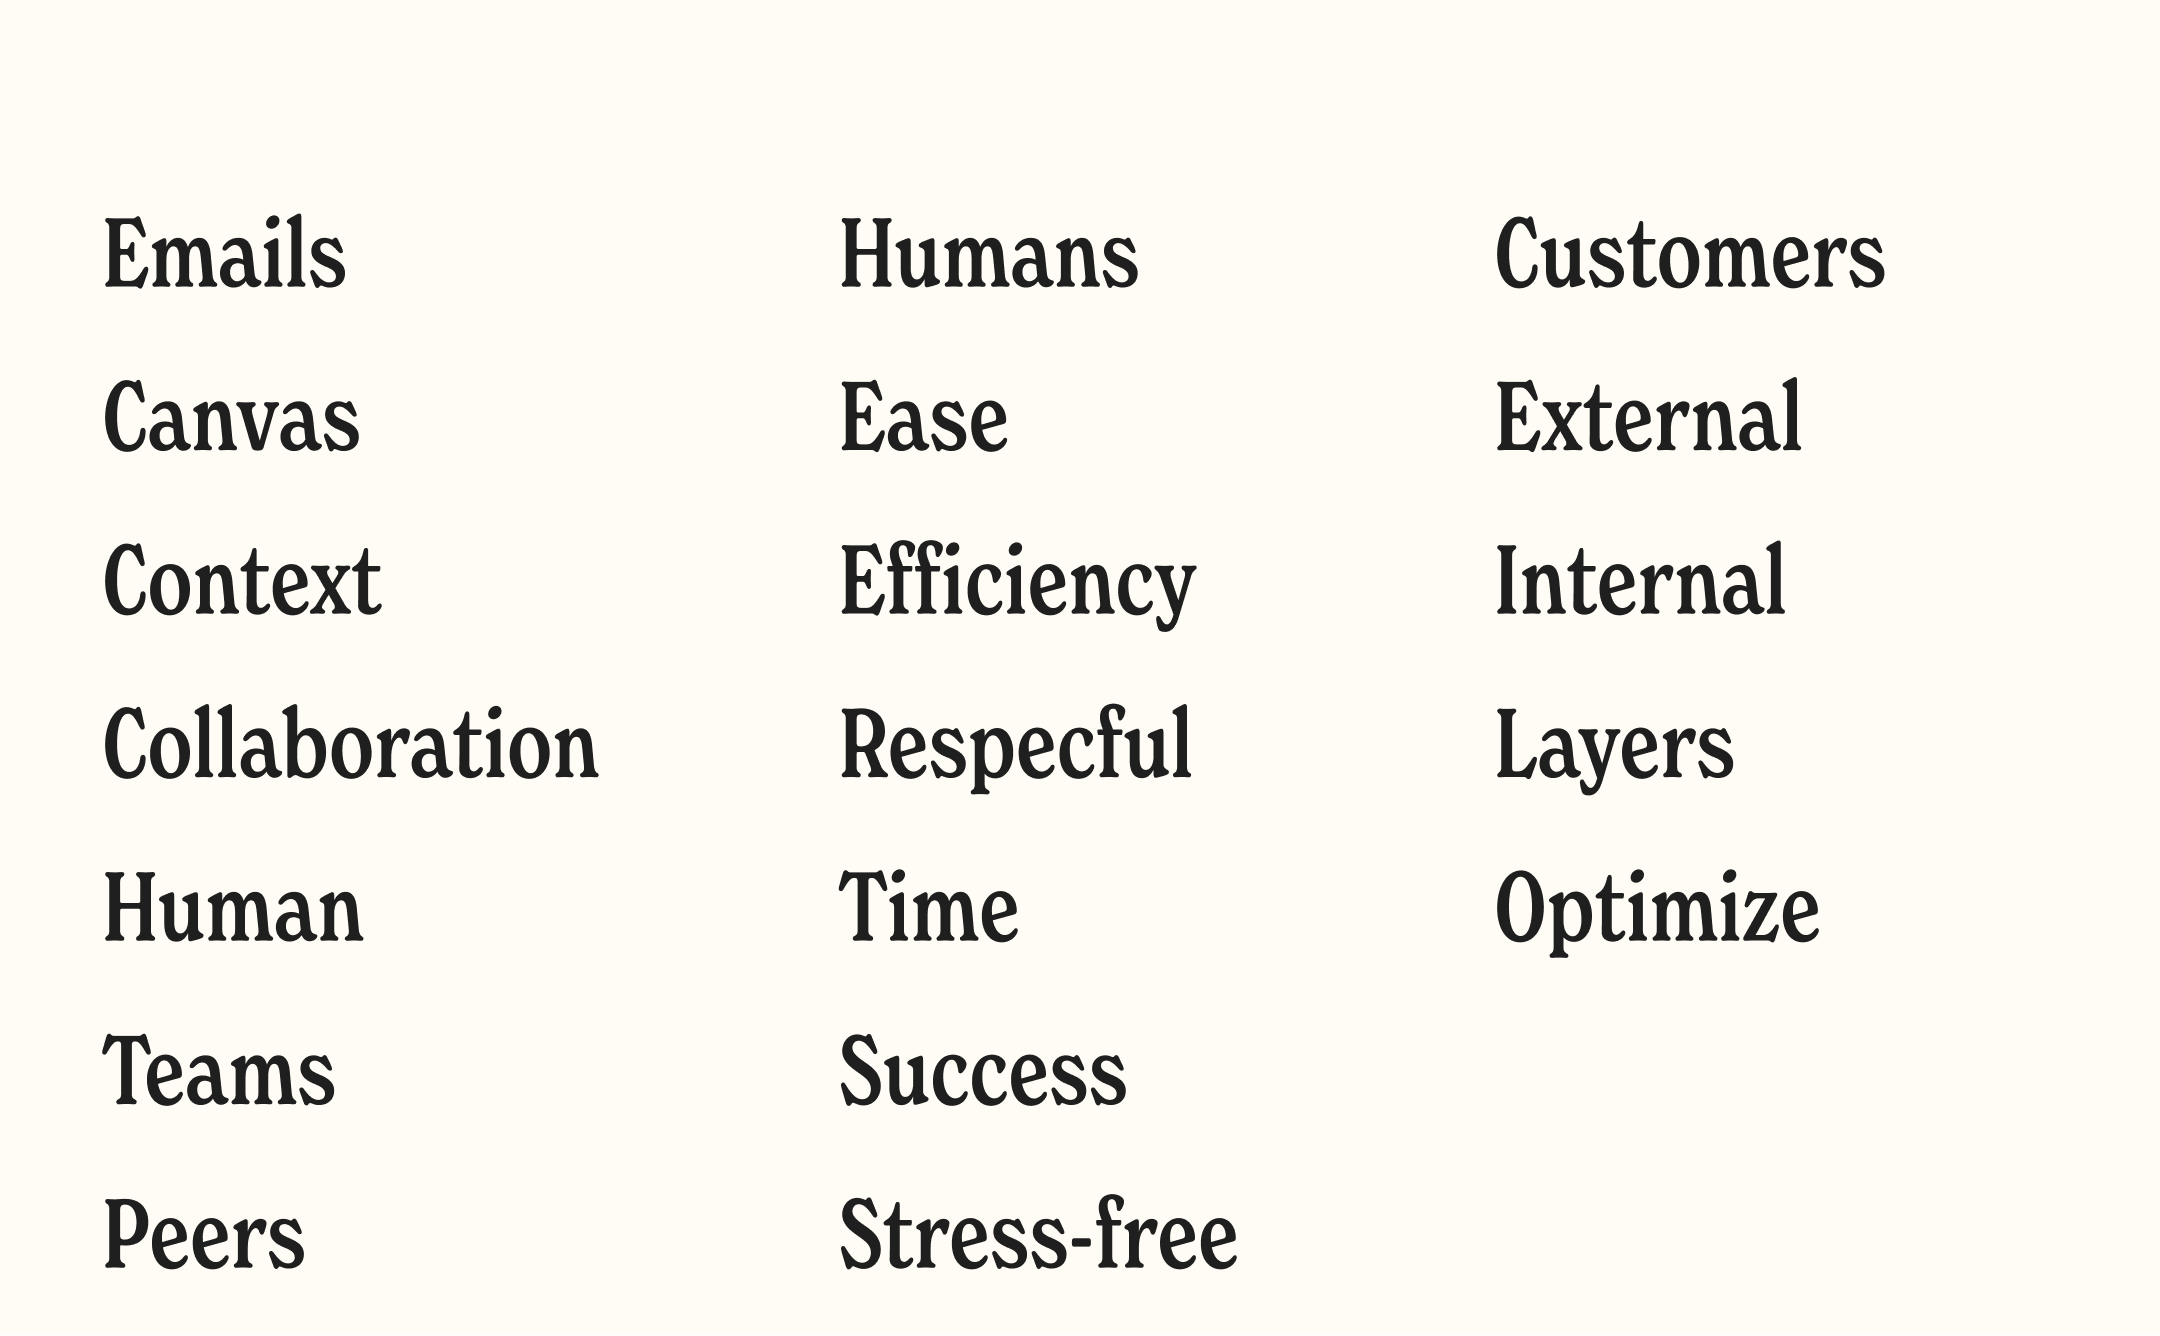 Emails
Canvas
Context
Collaboration
Human
Teams
Peers
Humans
Ease
Efficiency
Respecful
Time
Success
Stress-free
Customers
External
Internal
Layers
Optimize